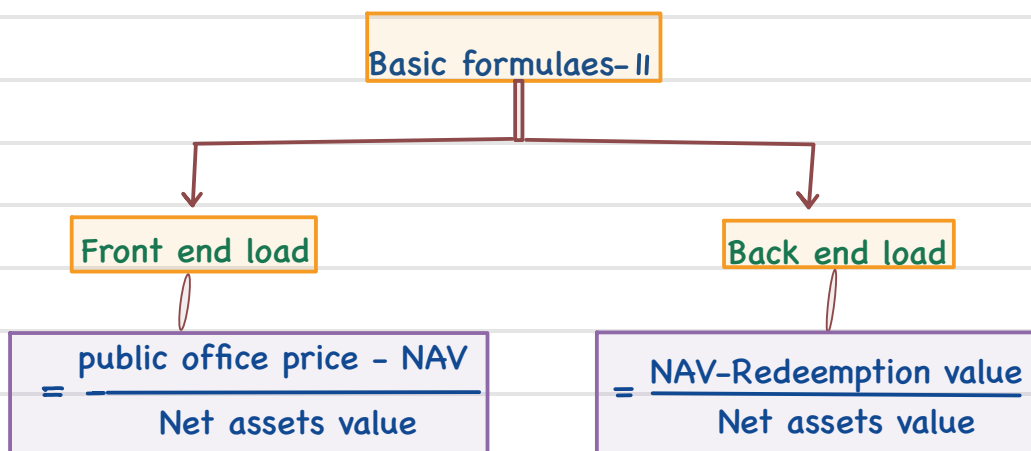 Basic formulaes-II
Front end load
Back end load
= public office price - NAV
Net assets value
= NAV-Redeemption value
Net assets value